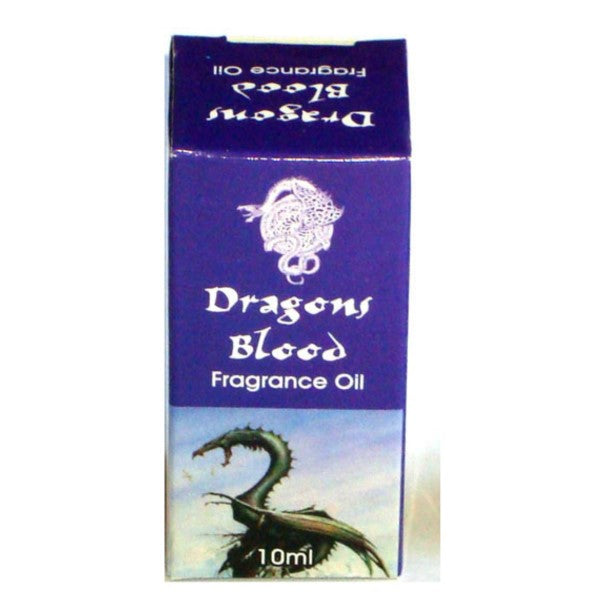 Dragons
Blood
Fragrance Oil
Dragons
Blood
Fragrance Oil
10ml